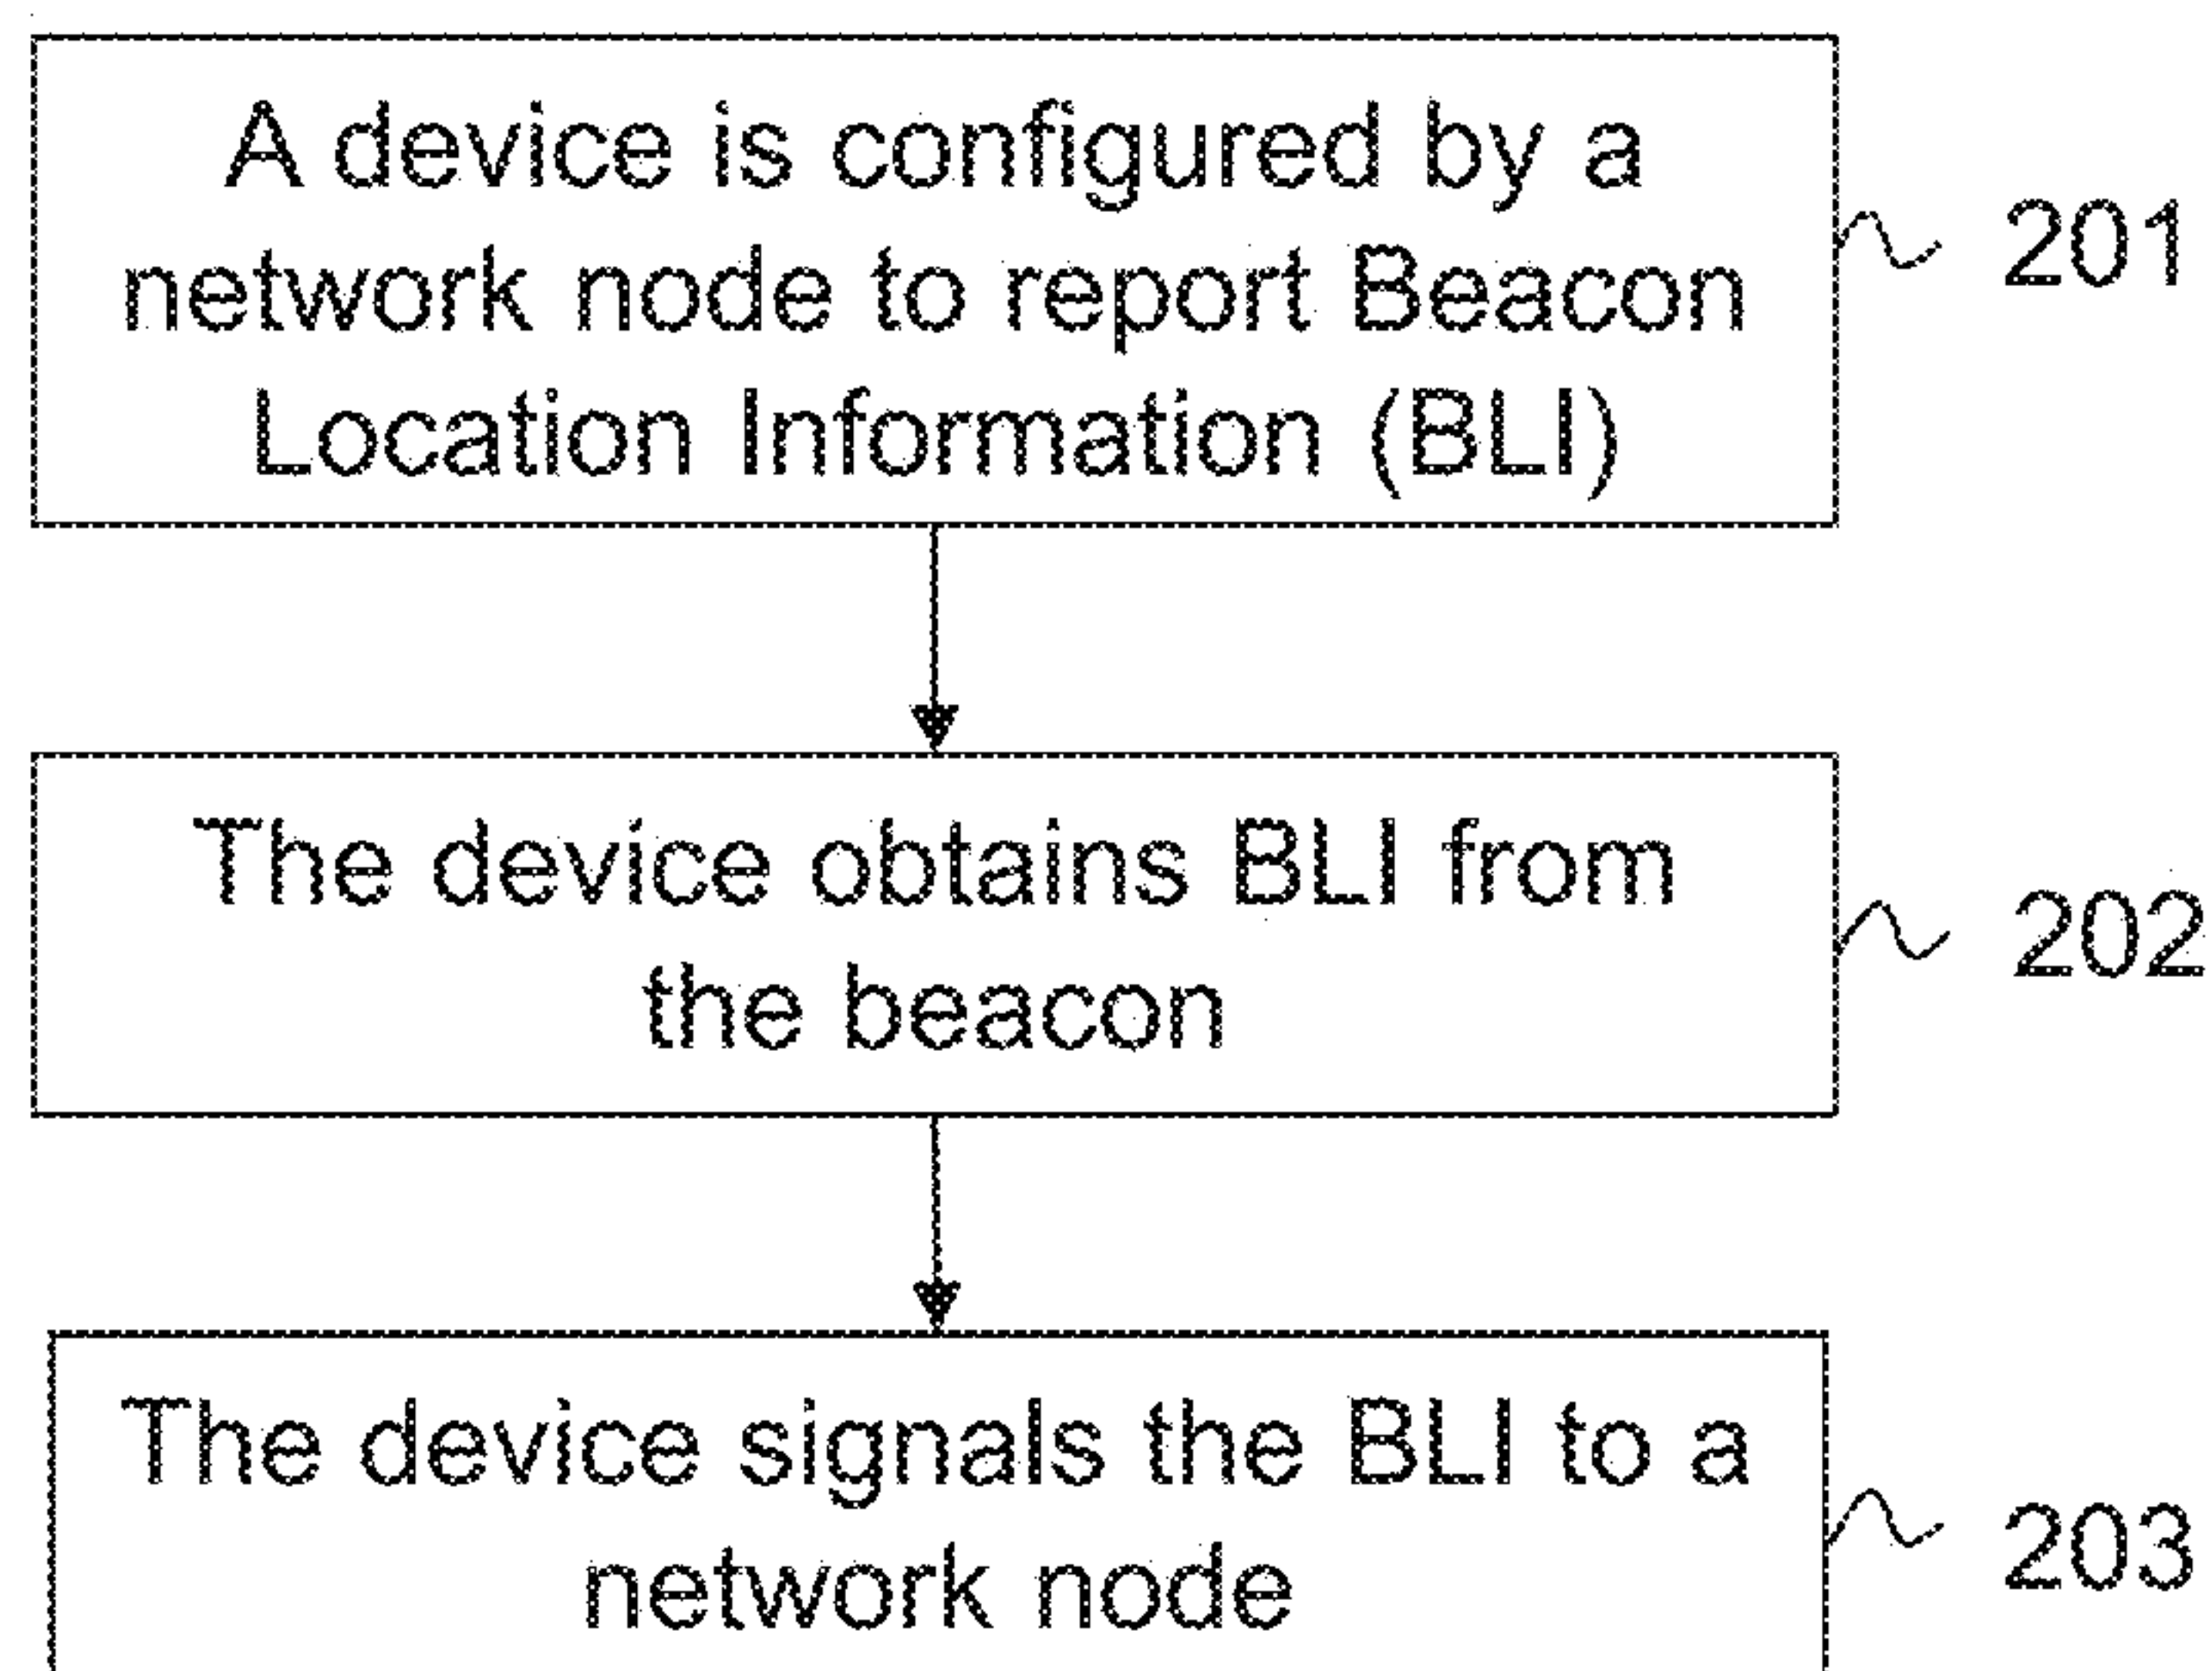 A device is configured by a
network node to report Beacon
Location Information (BLI)
201
The device obtains BLI from
the beacon
202
The device signals the BLI to a
network node
203